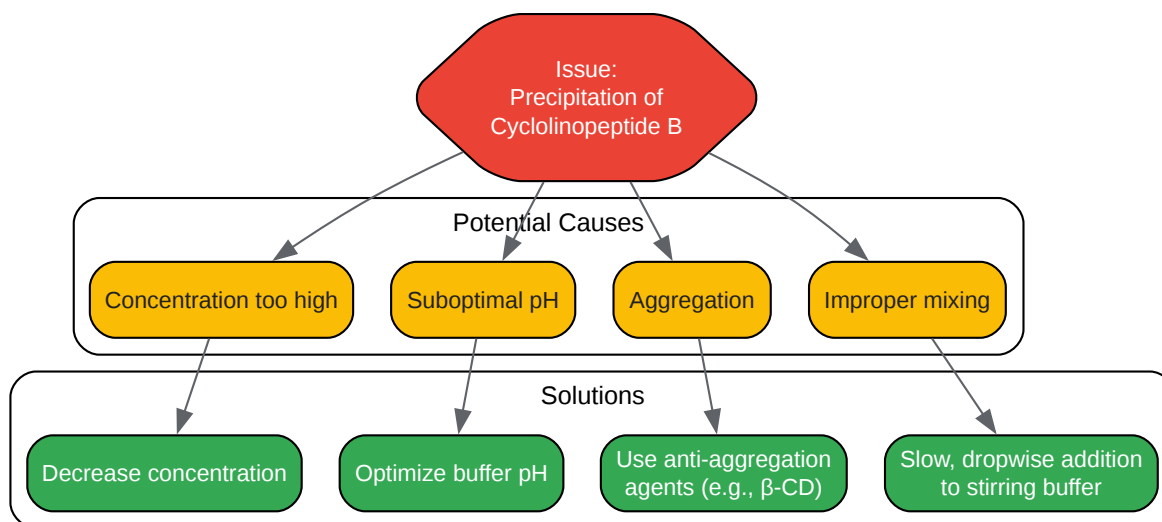 Issue:
Precipitation of
Cyclolinopeptide B
Potential Causes
Concentration too high
Suboptimal pH
Aggregation
Improper mixing
Solutions
Decrease concentration
Optimize buffer pH
Use anti-aggregation
agents (e.g., β-CD)
Slow, dropwise addition
to stirring buffer